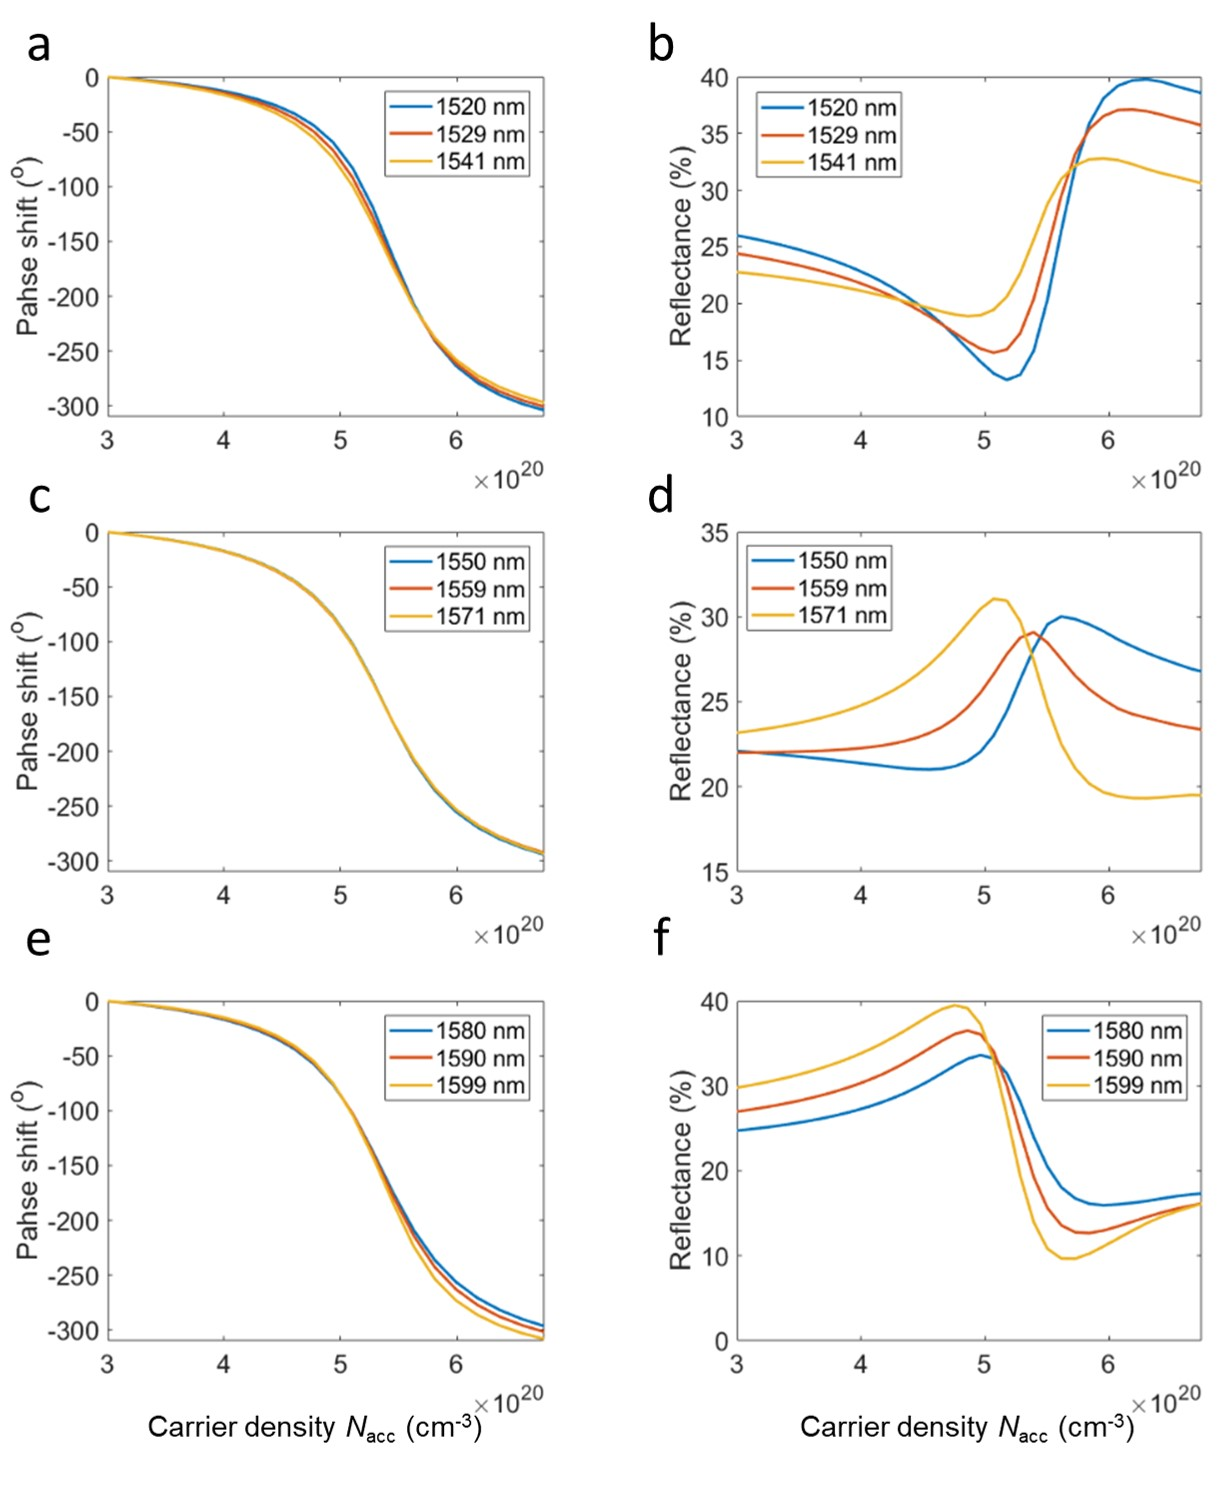 a
0
-50
-100
-150
-200
-250
-300
Pahse shift (o)
1520 nm
1529 nm
1541 nm
3 4 5 6
×10^20
b
40
35
30
25
20
15
10
Reflectance (%)
1520 nm
1529 nm
1541 nm
3 4 5 6
×10^20
c
0
-50
-100
-150
-200
-250
-300
Pahse shift (o)
1550 nm
1559 nm
1571 nm
3 4 5 6
×10^20
d
35
30
25
20
15
Reflectance (%)
1550 nm
1559 nm
1571 nm
3 4 5 6
×10^20
e
0
-50
-100
-150
-200
-250
-300
Pahse shift (o)
1580 nm
1590 nm
1599 nm
3 4 5 6
×10^20
Carrier density Nacc (cm-3)
f
40
30
20
10
0
Reflectance (%)
1580 nm
1590 nm
1599 nm
3 4 5 6
×10^20
Carrier density Nacc (cm-3)